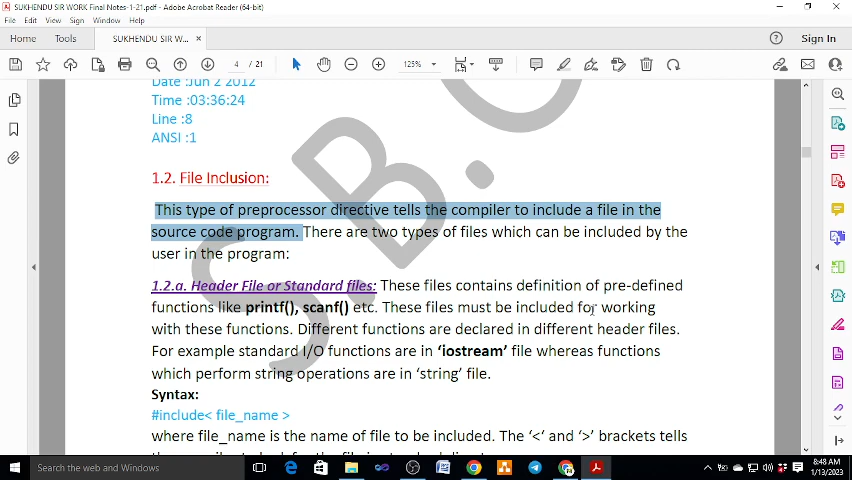 SUKHENDU SIR WORK Final Notes-1-21.pdf - Adobe Acrobat Reader (64-bit)
File Edit View Sign Window Help
Home Tools SUKHENDU SIR W... × Sign In
4 / 21 125%
Date :Jun 2 2012
Time :03:36:24
Line :8
ANSI :1
1.2. File Inclusion:
This type of preprocessor directive tells the compiler to include a file in the
source code program. There are two types of files which can be included by the
user in the program:
1.2.a. Header File or Standard files: These files contains definition of pre-defined
functions like printf(), scanf() etc. These files must be included for working
with these functions. Different functions are declared in different header files.
For example standard I/O functions are in ‘iostream’ file whereas functions
which perform string operations are in ‘string’ file.
Syntax:
#include< file_name >
where file_name is the name of file to be included. The ‘<‘ and ‘>’ brackets tells
S.B.
Search the web and Windows
8:48 AM
1/13/2023